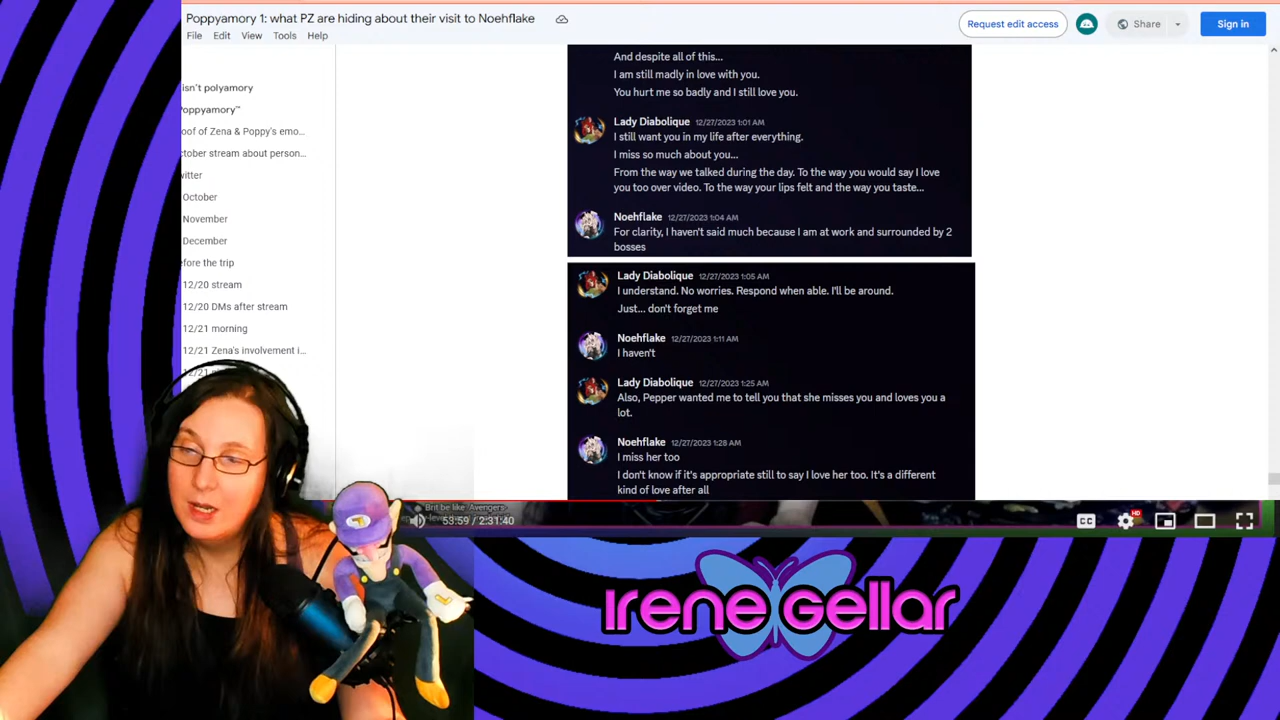 Poppyamory 1: what PZ are hiding about their visit to Noehflake
Request edit access
Share
Sign in
File Edit View Tools Help
isn't polyamory
Poppyamory™
oof of Zena & Poppy's emo...
ctober stream about person...
witter
October
November
December
efore the trip
12/20 stream
12/20 DMs after stream
12/21 morning
12/21 Zena's involvement i...
And despite all of this...
I am still madly in love with you.
You hurt me so badly and I still love you.
Lady Diabolique 12/27/2023 1:01 AM
I still want you in my life after everything.
I miss so much about you...
From the way we talked during the day. To the way you would say I love
you too over video. To the way your lips felt and the way you taste...
Noehflake 12/27/2023 1:04 AM
For clarity, I haven't said much because I am at work and surrounded by 2
bosses
Lady Diabolique 12/27/2023 1:05 AM
I understand. No worries. Respond when able. I'll be around.
Just... don't forget me
Noehflake 12/27/2023 1:11 AM
I haven't
Lady Diabolique 12/27/2023 1:25 AM
Also, Pepper wanted me to tell you that she misses you and loves you a
lot.
Noehflake 12/27/2023 1:28 AM
I miss her too
I don't know if it's appropriate still to say I love her too. It's a different
kind of love after all
Brit be like 'Avengers
53:59 / 2:31:40
CC
HD
Irene Gellar